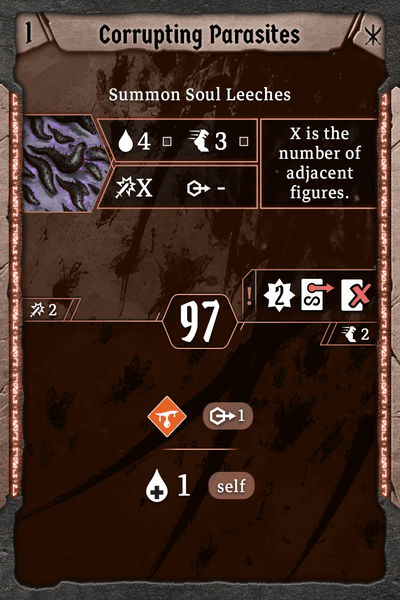 1 Corrupting Parasites
Summon Soul Leeches
4 3
X -
X is the
number of
adjacent
figures.
! 2
2
97
2
1
1 self